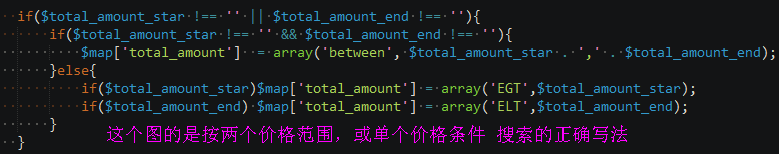 if($total_amount_star !== '' || $total_amount_end !== ''){
if($total_amount_star !== '' && $total_amount_end !== ''){
$map['total_amount'] = array('between', $total_amount_star . ',' . $total_amount_end);
}else{
if($total_amount_star)$map['total_amount'] = array('EGT',$total_amount_star);
if($total_amount_end) $map['total_amount'] = array('ELT',$total_amount_end);
}
这个图的是按两个价格范围，或单个价格条件 搜索的正确写法
}